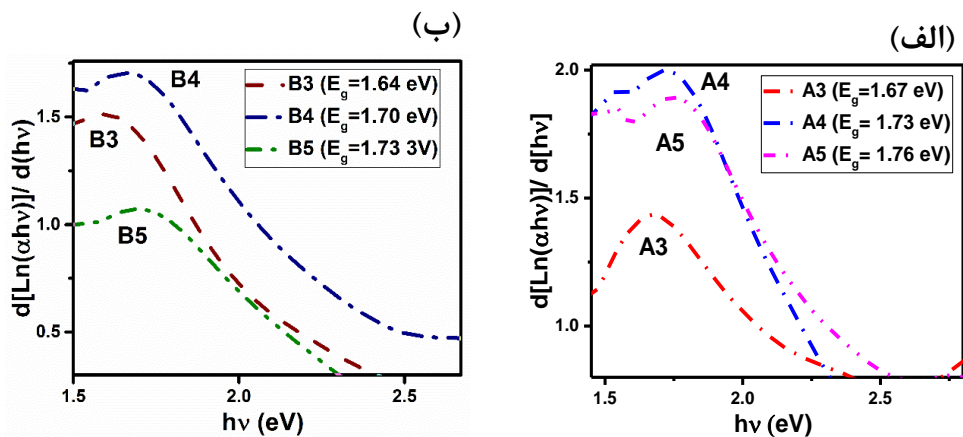 (ب)
d[Ln(αhν)]/ d(hν)
1.5
1.0
0.5
B4
B3
B5
B3 (Eg=1.64 eV)
B4 (Eg=1.70 eV)
B5 (Eg=1.73 3V)
1.5 2.0 2.5
hν (eV)
(الف)
d[Ln(αhν)]/ d[hν]
2.0
1.5
1.0
A4
A5
A3
A3 (Eg=1.67 eV)
A4 (Eg= 1.73 eV)
A5 (Eg= 1.76 eV)
1.5 2.0 2.5
hν (eV)